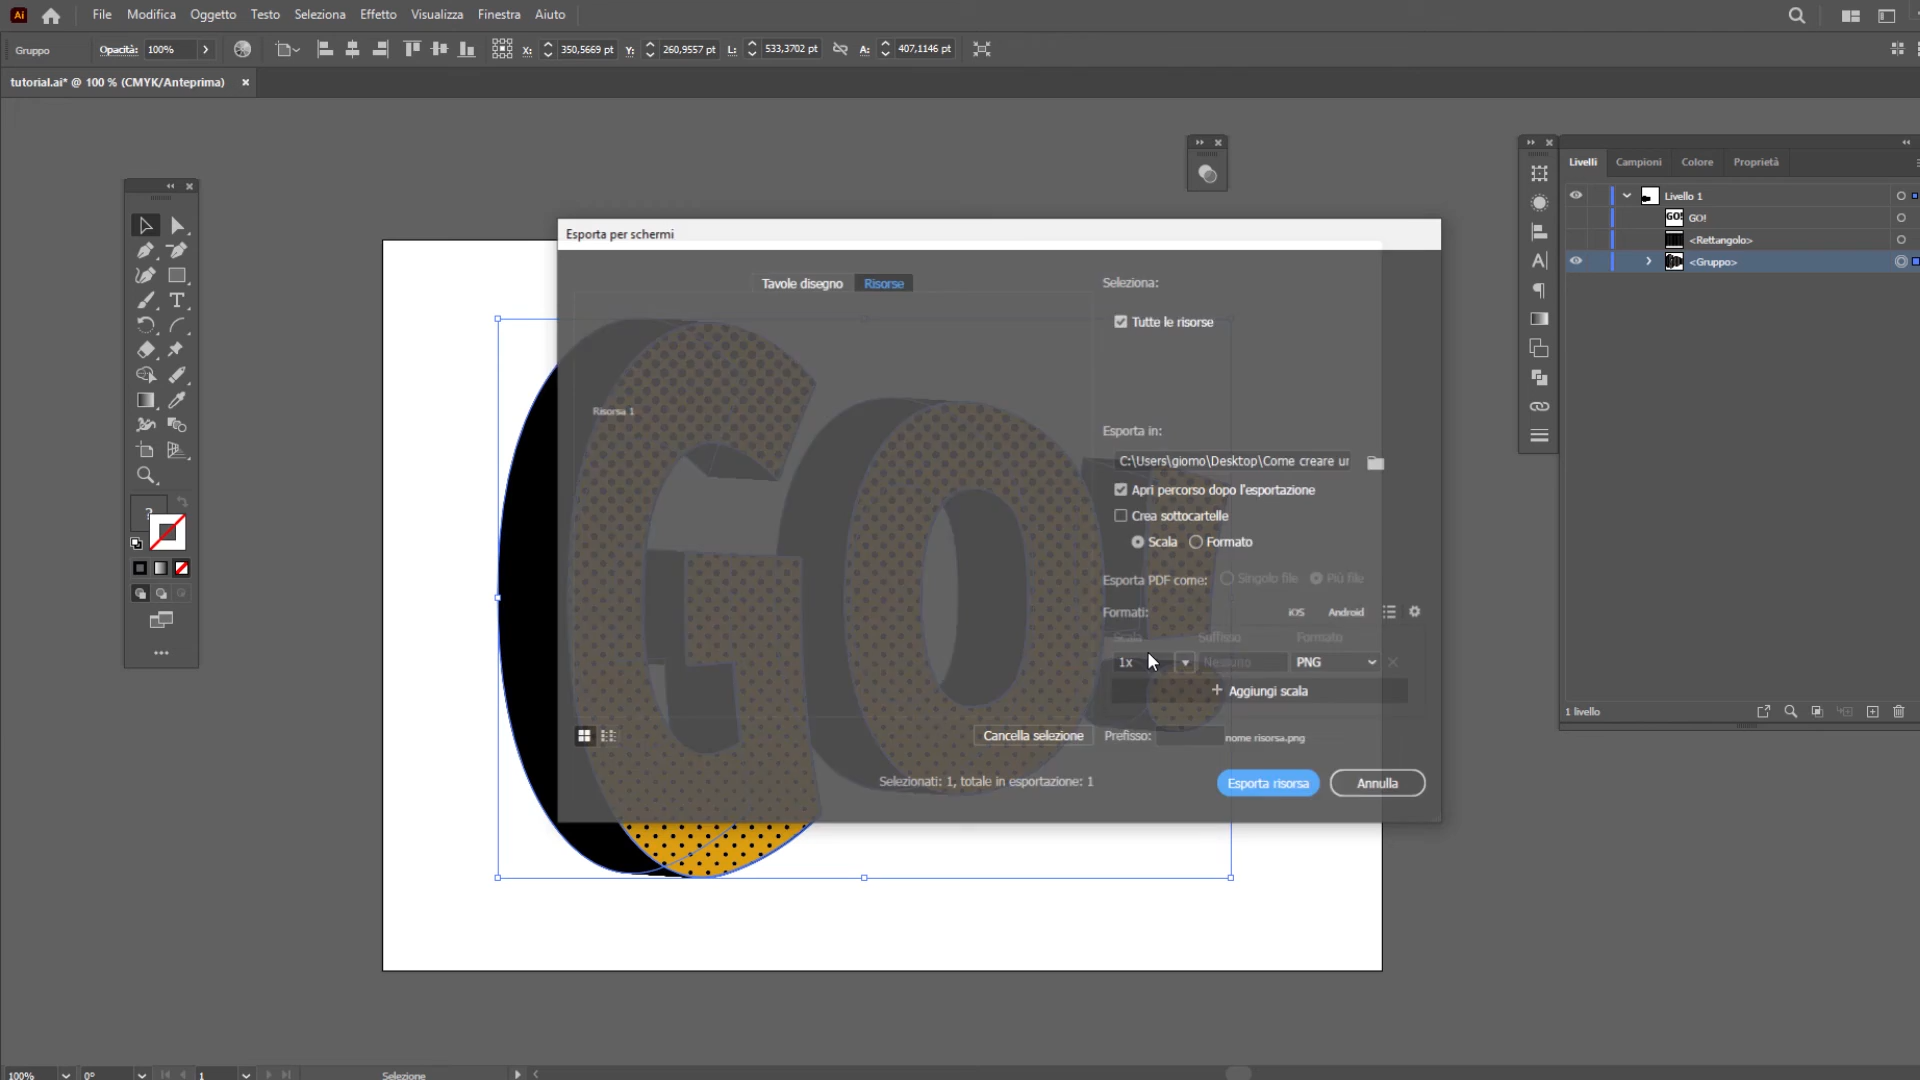 Ai File Modifica Oggetto Testo Seleziona Effetto Visualizza Finestra Aiuto
Gruppo Opacità: 100% X: 350,5669 pt Y: 260,9557 pt L: 533,3702 pt A: 407,1146 pt
tutorial.ai* @ 100 % (CMYK/Anteprima)
Livelli Campioni Colore Proprietà
Livello 1
GO! GO!
<Rettangolo>
<Gruppo>
1 livello
Esporta per schermi
Tavole disegno Risorse
Seleziona:
Tutte le risorse
Risorsa 1
Esporta in:
C:\Users\giomo\Desktop\Come creare ur
Apri percorso dopo l'esportazione
Crea sottocartelle
Scala Formato
Esporta PDF come: Singolo file Più file
Formati: iOS Android
Scala Suffisso Formato
1x Nessuno PNG
+ Aggiungi scala
Cancella selezione Prefisso: nome risorsa.png
Selezionati: 1, totale in esportazione: 1
Esporta risorsa Annulla
GO!
?
100% 0° 1 Selezione